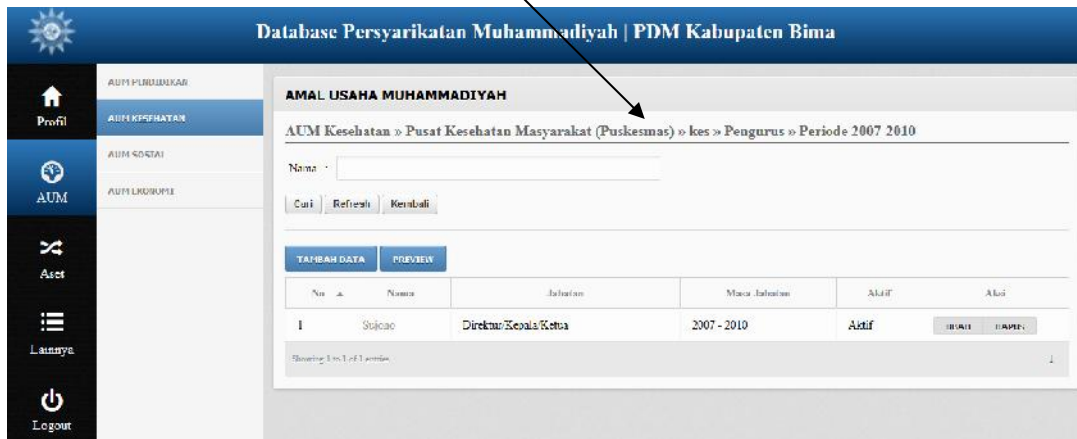 Database Persyarikatan Muhammadiyah | PDM Kabupaten Bima
Profil
AUM
Aset
Lainnya
Logout
AUM PENDIDIKAN
AUM KESEHATAN
AUM SOSIAL
AUM EKONOMI
AMAL USAHA MUHAMMADIYAH
AUM Kesehatan » Pusat Kesehatan Masyarakat (Puskesmas) » kes » Pengurus » Periode 2007 2010
Nama :
Cari Refresh Kembali
TAMBAH DATA PREVIEW
No Nama Jabatan Masa Jabatan Aktif Aksi
1 Direktur/Kepala/Ketua 2007 - 2010 Aktif UBAH HAPUS
Showing 1 to 1 of 1 entries 1